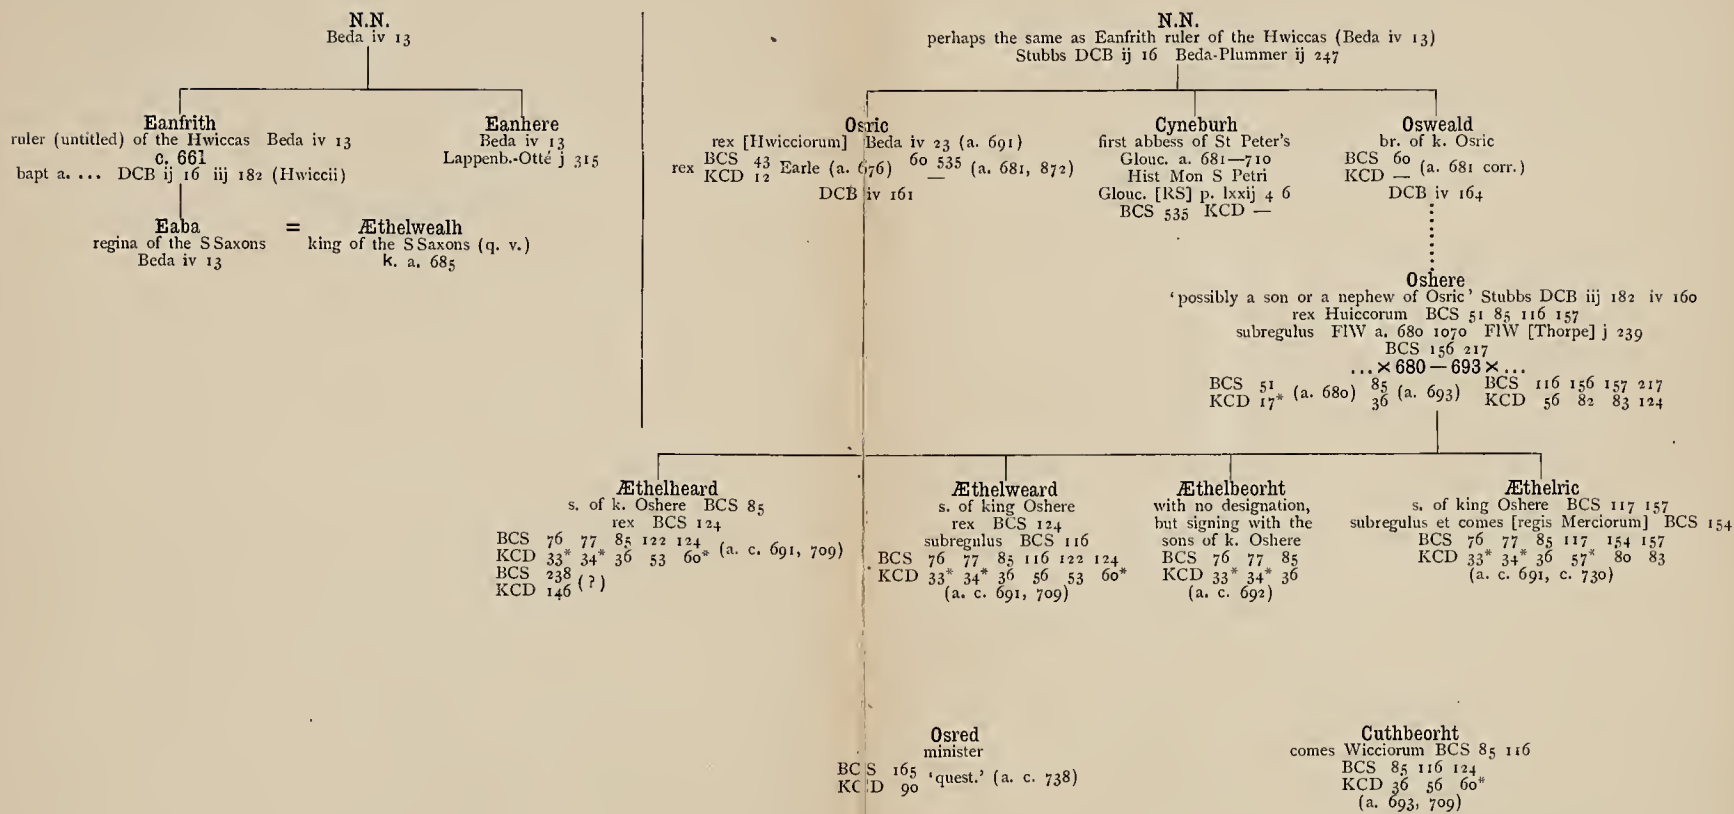 N.N.
Beda iv 13
Eanfrith
ruler (untitled) of the Hwiccas Beda iv 13
c. 661
bapt a. ... DCB ij 16 iij 182 (Hwiccii)
Eanhere
Beda iv 13
Lappenb.-Otté j 315
Eaba
regina of the S Saxons
Beda iv 13
=
Æthelwealh
king of the S Saxons (q. v.)
k. a. 685
N.N.
perhaps the same as Eanfrith ruler of the Hwiccas (Beda iv 13)
Stubbs DCB ij 16 Beda-Plummer ij 247
Osric
rex [Hwicciorum] Beda iv 23 (a. 691)
rex BCS 43 Earle (a. 676) 60 535 (a. 681, 872)
KCD 12 —
DCB iv 161
Cyneburh
first abbess of St Peter's
Glouc. a. 681—710
Hist Mon S Petri
Glouc. [RS] p. lxxij 4 6
BCS 535 KCD —
Osweald
br. of k. Osric
BCS 60 (a. 681 corr.)
KCD —
DCB iv 164
Oshere
'possibly a son or a nephew of Osric' Stubbs DCB iij 182 iv 160
rex Huiccorum BCS 51 85 116 157
subregulus FlW a. 680 1070 FlW [Thorpe] j 239
BCS 156 217
... × 680 — 693 × ...
BCS 51 (a. 680) 85 (a. 693) BCS 116 156 157 217
KCD 17* 36 KCD 56 82 83 124
Æthelheard
s. of k. Oshere BCS 85
rex BCS 124
BCS 76 77 85 122 124 (a. c. 691, 709)
KCD 33* 34* 36 53 60*
BCS 238 (?)
KCD 146
Æthelweard
s. of king Oshere
rex BCS 124
subregulus BCS 116
BCS 76 77 85 116 122 124
KCD 33* 34* 36 56 53 60*
(a. c. 691, 709)
Æthelbeorht
with no designation,
but signing with the
sons of k. Oshere
BCS 76 77 85
KCD 33* 34* 36
(a. c. 692)
Æthelric
s. of king Oshere BCS 117 157
subregulus et comes [regis Merciorum] BCS 154
BCS 76 77 85 117 154 157
KCD 33* 34* 36 57* 80 83
(a. c. 691, c. 730)
Osred
minister
BCS 165 'quest.' (a. c. 738)
KCD 90
Cuthbeorht
comes Wicciorum BCS 85 116
BCS 85 116 124
KCD 36 56 60*
(a. 693, 709)